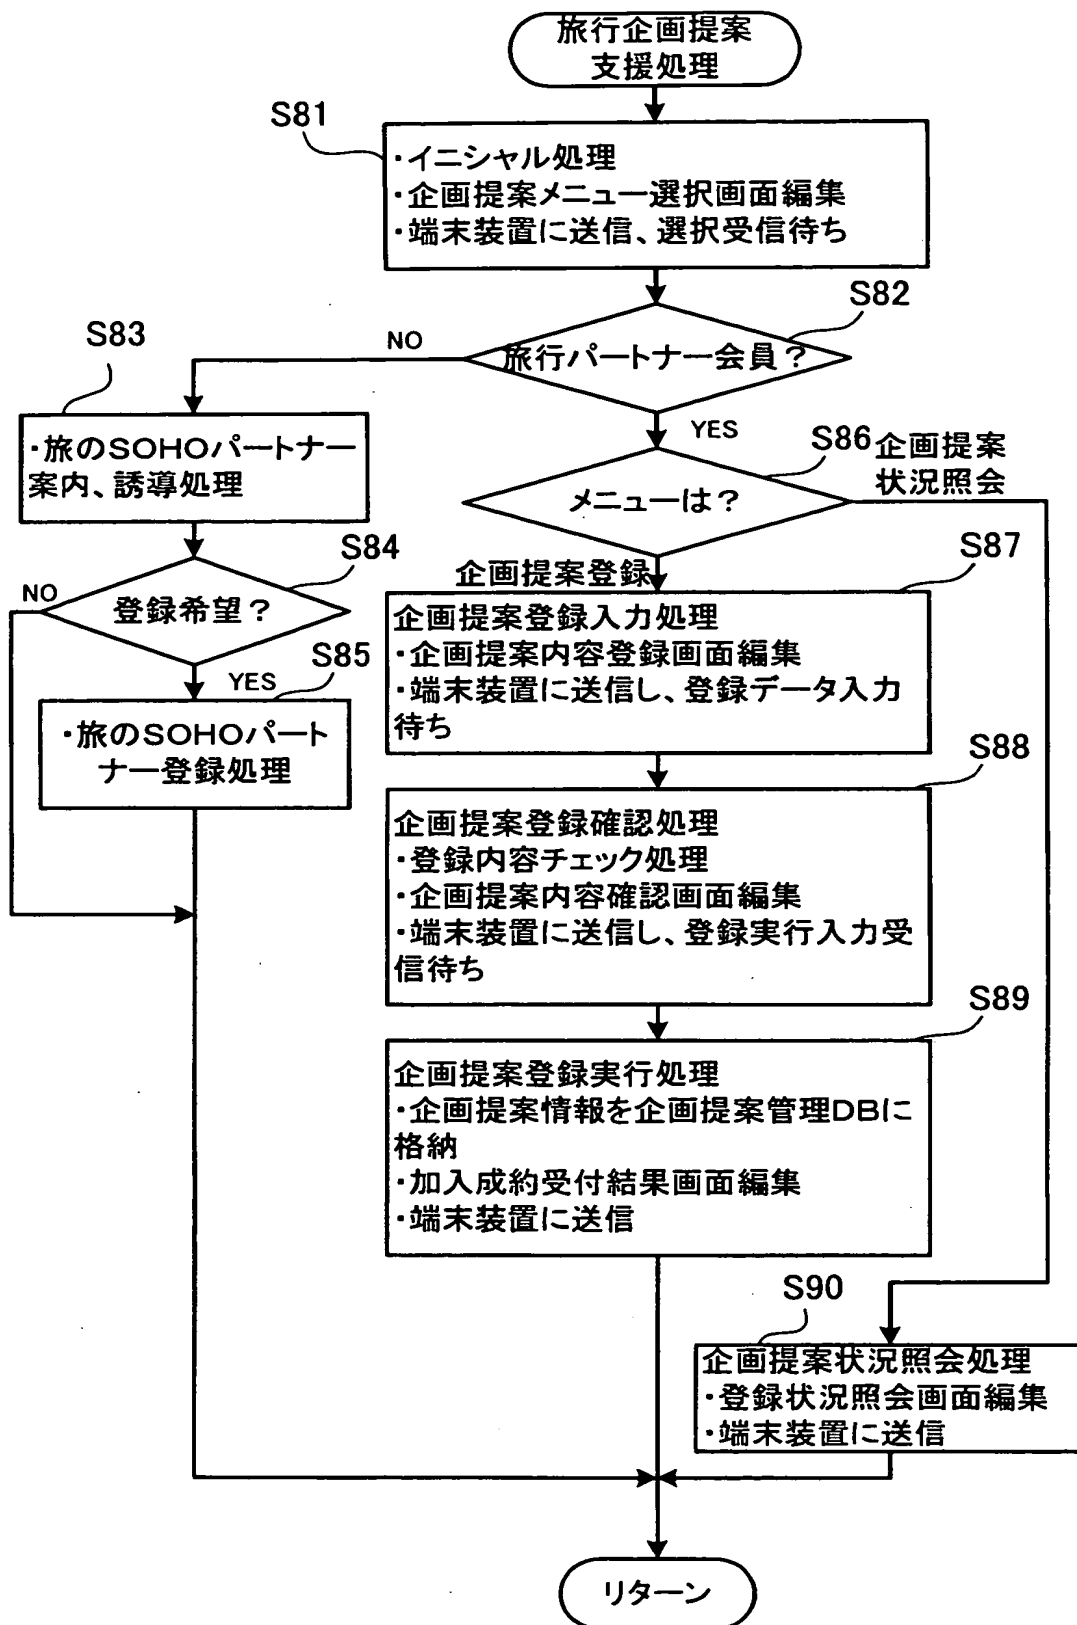 旅行企画提案
支援処理
S81
・イニシャル処理
・企画提案メニュー選択画面編集
・端末装置に送信、選択受信待ち
S82
旅行パートナー会員?
NO
YES
S83
・旅のSOHOパートナー
案内、誘導処理
S84
登録希望?
NO
YES
S85
・旅のSOHOパート
ナー登録処理
S86
メニューは?
企画提案
状況照会
企画提案登録
S87
企画提案登録入力処理
・企画提案内容登録画面編集
・端末装置に送信し、登録データ入力
待ち
S88
企画提案登録確認処理
・登録内容チェック処理
・企画提案内容確認画面編集
・端末装置に送信し、登録実行入力受
信待ち
S89
企画提案登録実行処理
・企画提案情報を企画提案管理DBに
格納
・加入成約受付結果画面編集
・端末装置に送信
S90
企画提案状況照会処理
・登録状況照会画面編集
・端末装置に送信
リターン